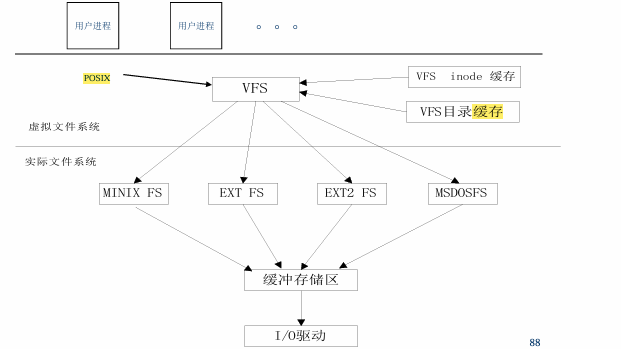 用户进程
用户进程
POSIX
VFS
VFS inode 缓存
VFS目录缓存
虚拟文件系统
实际文件系统
MINIX FS
EXT FS
EXT2 FS
MSDOSFS
缓冲存储区
I/O驱动
88